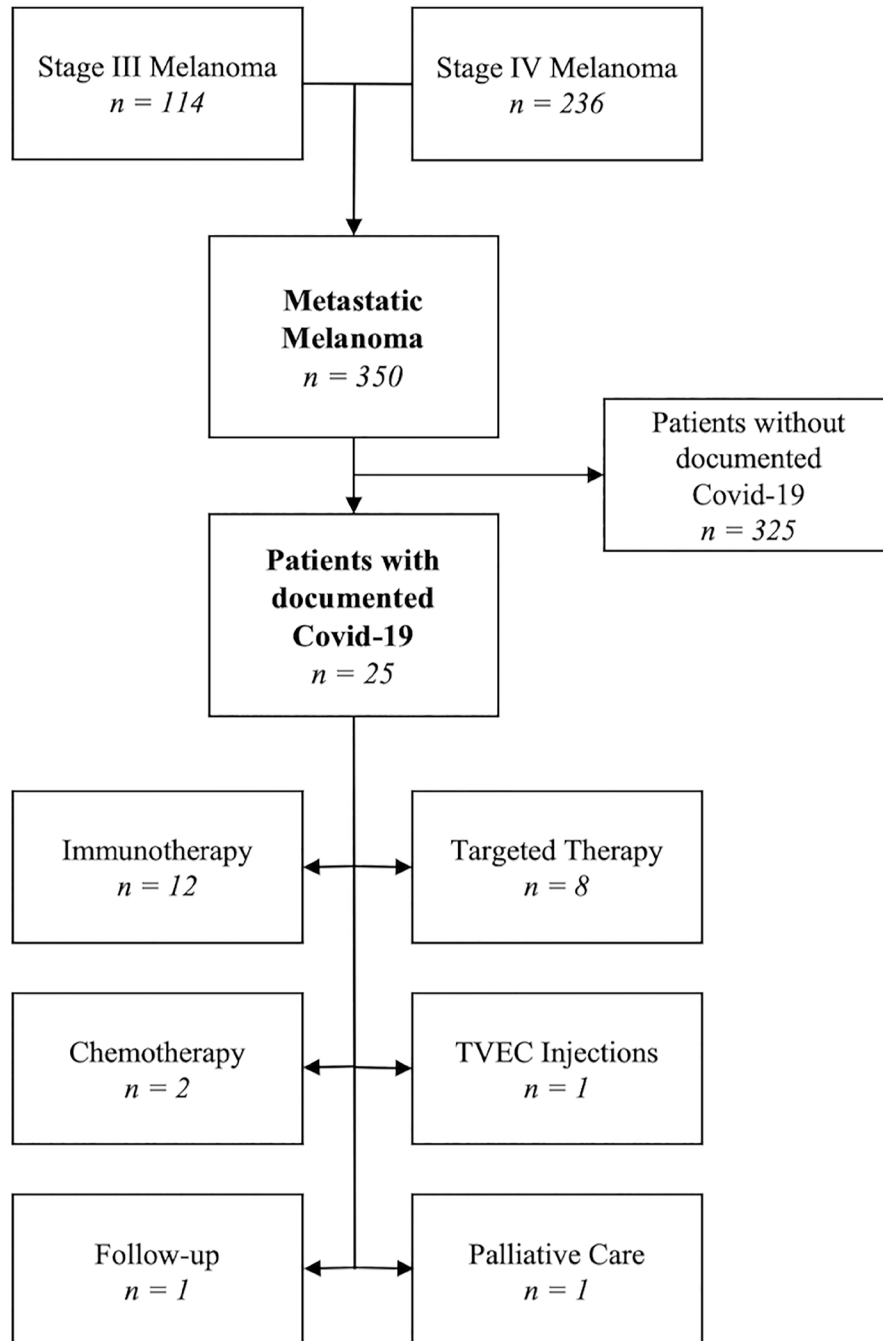 Stage III Melanoma
n = 114
Stage IV Melanoma
n = 236
Metastatic
Melanoma
n = 350
Patients without
documented
Covid-19
n = 325
Patients with
documented
Covid-19
n = 25
Immunotherapy
n = 12
Targeted Therapy
n = 8
Chemotherapy
n = 2
TVEC Injections
n = 1
Follow-up
n = 1
Palliative Care
n = 1